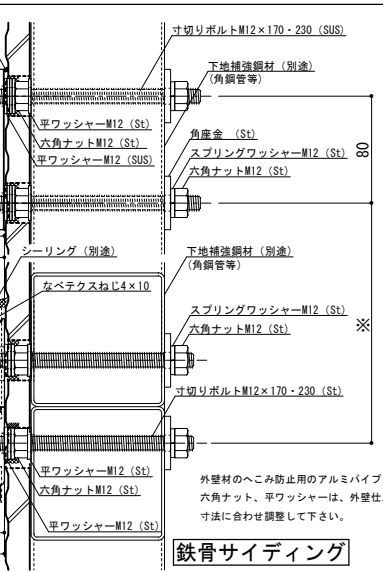 寸切りボルトM12×170・230 (SUS)
下地補強鋼材 (別途)
(角鋼管等)
平ワッシャーM12 (St)
六角ナットM12 (St)
平ワッシャーM12 (SUS)
角座金 (St)
スプリングワッシャーM12 (St)
六角ナットM12 (St)
80
シーリング (別途)
下地補強鋼材 (別途)
(角鋼管等)
なべテクスねじ4×10
スプリングワッシャーM12 (St)
六角ナットM12 (St)
※
寸切りボルトM12×170・230 (St)
平ワッシャーM12 (St)
六角ナットM12 (St)
平ワッシャーM12 (St)
外壁材のへこみ防止用のアルミパイプ
六角ナット、平ワッシャーは、外壁仕
寸法に合わせ調整して下さい。
鉄骨サイディング